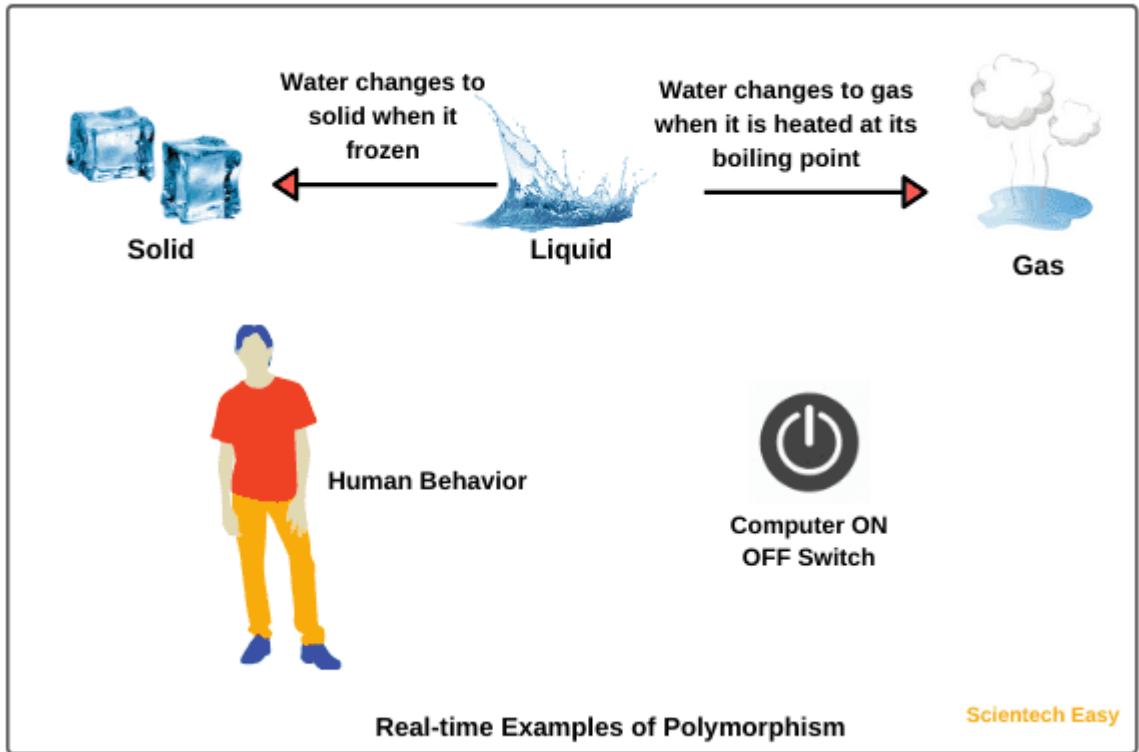 Water changes to
solid when it
frozen
Water changes to gas
when it is heated at its
boiling point
Solid
Liquid
Gas
Human Behavior
Computer ON
OFF Switch
Real-time Examples of Polymorphism
Scientech Easy